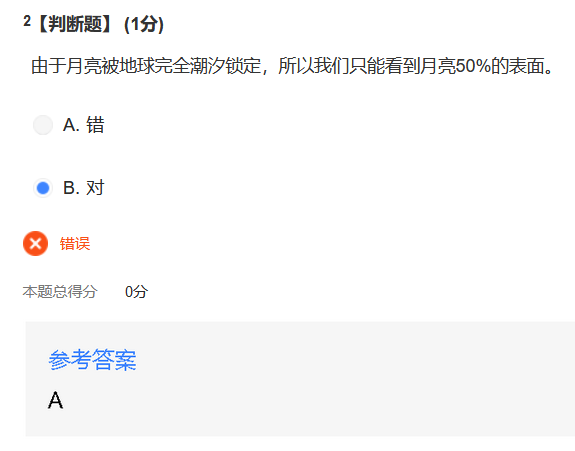 2【判断题】 (1分)
由于月亮被地球完全潮汐锁定，所以我们只能看到月亮50%的表面。
A. 错
B. 对
错误
本题总得分 0分
参考答案
A